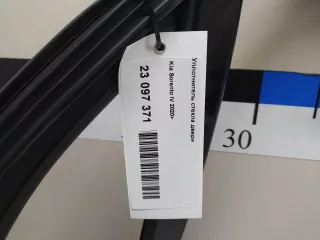 Уплотнитель стекла двери
Kia Sorento IV 2020>
23 097 371
30